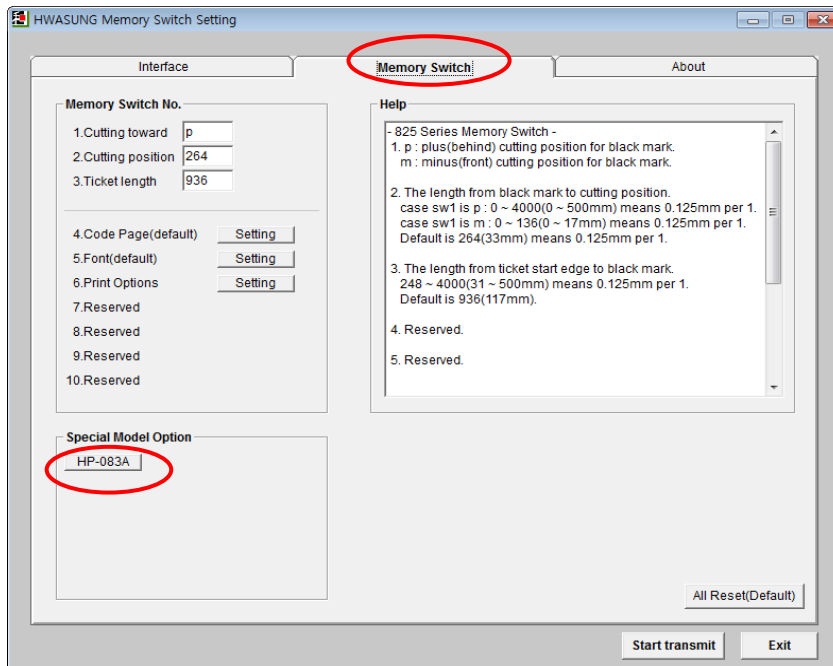 HWASUNG Memory Switch Setting
Interface
Memory Switch
About
Memory Switch No.
1.Cutting toward p
2.Cutting position 264
3.Ticket length 936
4.Code Page(default) Setting
5.Font(default) Setting
6.Print Options Setting
7.Reserved
8.Reserved
9.Reserved
10.Reserved
Help
- 825 Series Memory Switch -
1. p : plus(behind) cutting position for black mark.
m : minus(front) cutting position for black mark.
2. The length from black mark to cutting position.
case sw1 is p : 0 ~ 4000(0 ~ 500mm) means 0.125mm per 1.
case sw1 is m : 0 ~ 136(0 ~ 17mm) means 0.125mm per 1.
Default is 264(33mm) means 0.125mm per 1.
3. The length from ticket start edge to black mark.
248 ~ 4000(31 ~ 500mm) means 0.125mm per 1.
Default is 936(117mm).
4. Reserved.
5. Reserved.
Special Model Option
HP-083A
All Reset(Default)
Start transmit
Exit